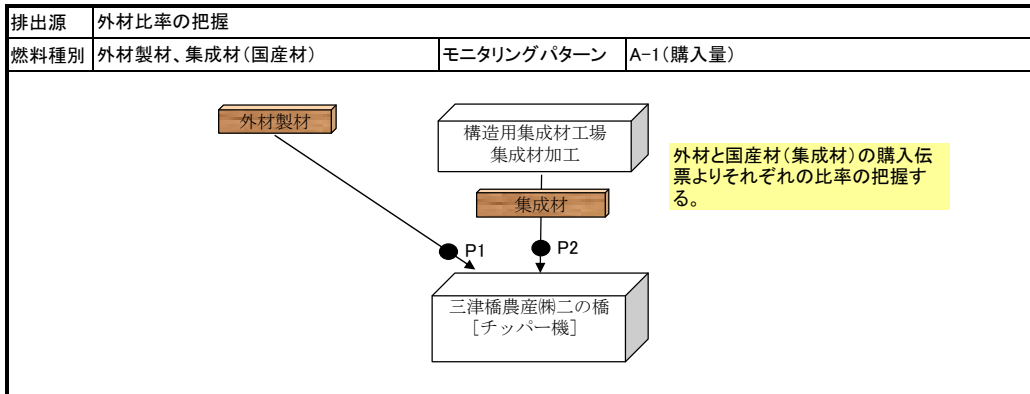 排出源 外材比率の把握
燃料種別 外材製材、集成材(国産材) モニタリングパターン A-1(購入量)
外材製材
構造用集成材工場
集成材加工
外材と国産材(集成材)の購入伝
票よりそれぞれの比率の把握す
る。
集成材
P1
P2
三津橋農産㈱二の橋
[チッパー機]